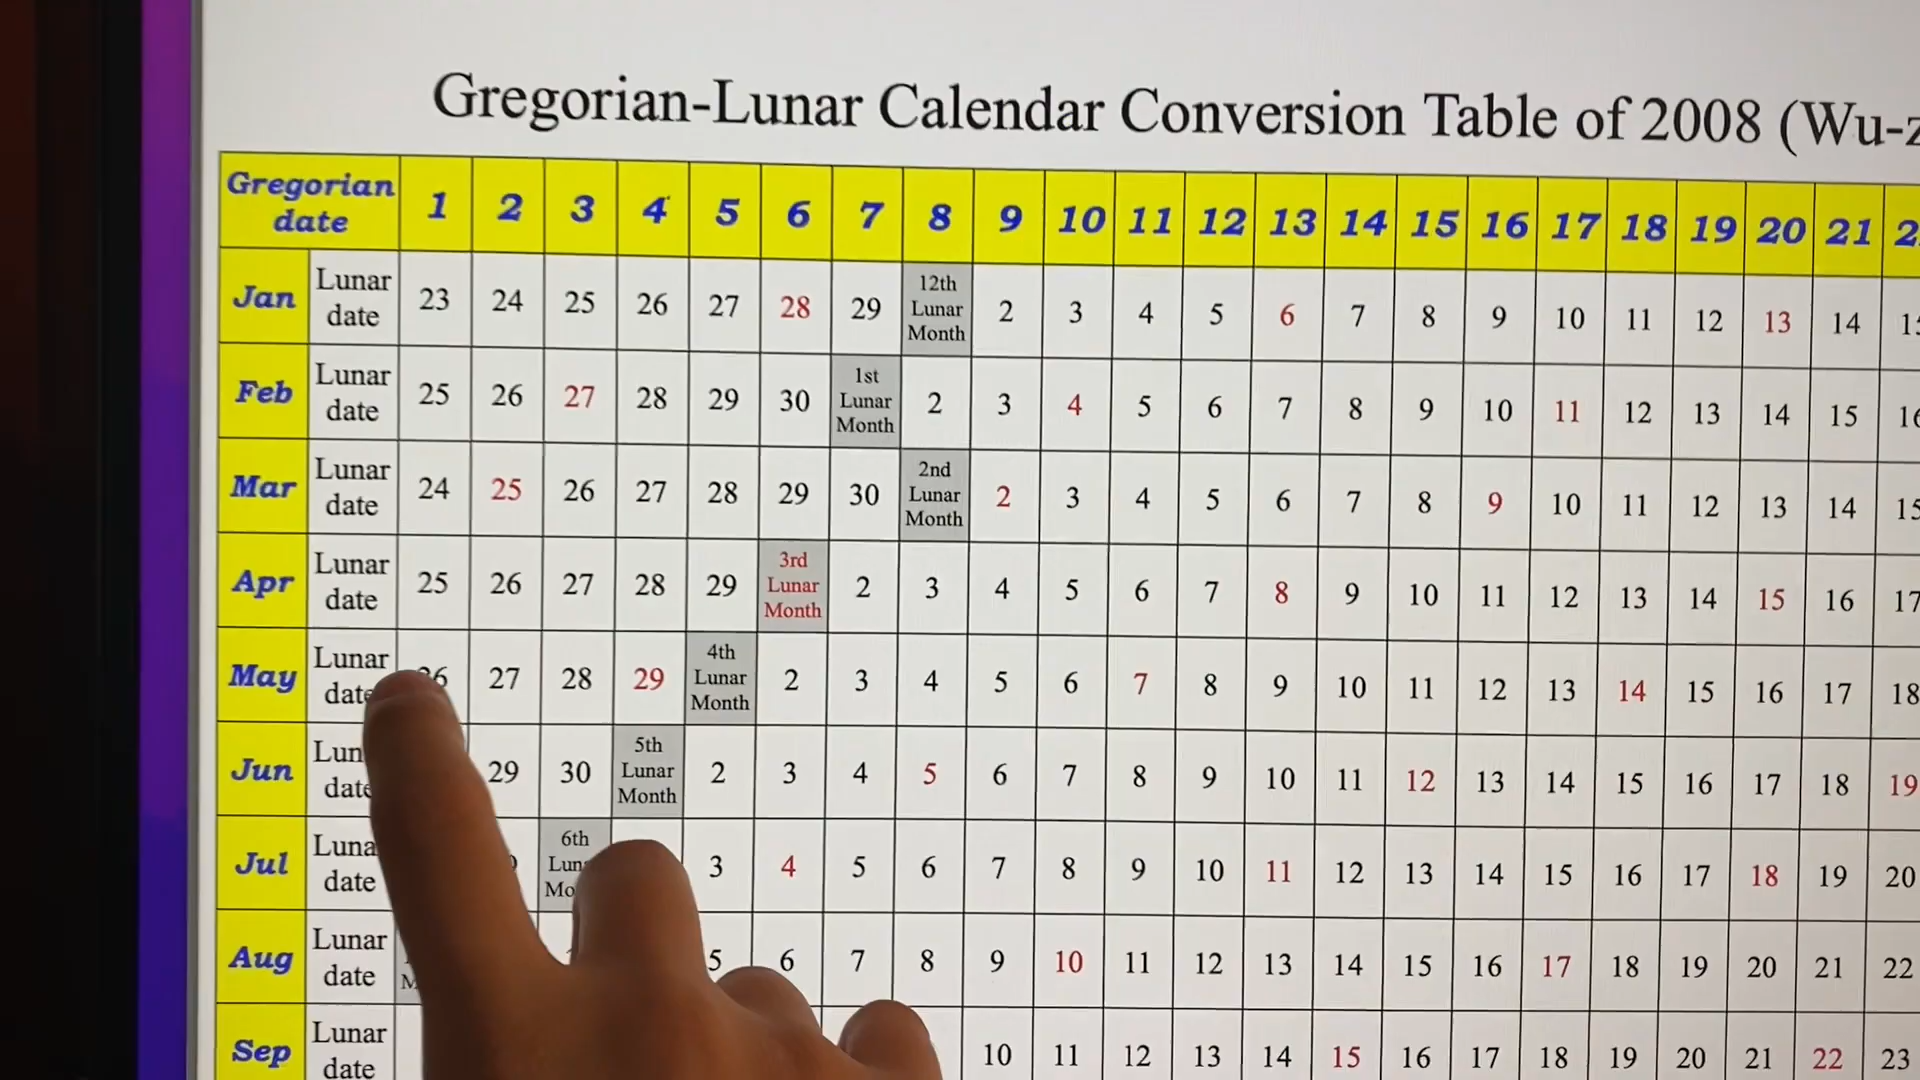 Gregorian-Lunar Calendar Conversion Table of 2008 (Wu-z
Gregorian date 1 2 3 4 5 6 7 8 9 10 11 12 13 14 15 16 17 18 19 20 21
Jan Lunar date 23 24 25 26 27 28 29 12th Lunar Month 2 3 4 5 6 7 8 9 10 11 12 13 14
Feb Lunar date 25 26 27 28 29 30 1st Lunar Month 2 3 4 5 6 7 8 9 10 11 12 13 14 15
Mar Lunar date 24 25 26 27 28 29 30 2nd Lunar Month 2 3 4 5 6 7 8 9 10 11 12 13 14
Apr Lunar date 25 26 27 28 29 3rd Lunar Month 2 3 4 5 6 7 8 9 10 11 12 13 14 15 16 17
May Lunar date 27 28 29 4th Lunar Month 2 3 4 5 6 7 8 9 10 11 12 13 14 15 16 17 18
Jun 29 30 5th Lunar Month 2 3 4 5 6 7 8 9 10 11 12 13 14 15 16 17 18 19
Jul date 6th 3 4 5 6 7 8 9 10 11 12 13 14 15 16 17 18 19 20
Aug Lunar date 5 6 7 8 9 10 11 12 13 14 15 16 17 18 19 20 21 22
Sep Lunar date 10 11 12 13 14 15 16 17 18 19 20 21 22 23